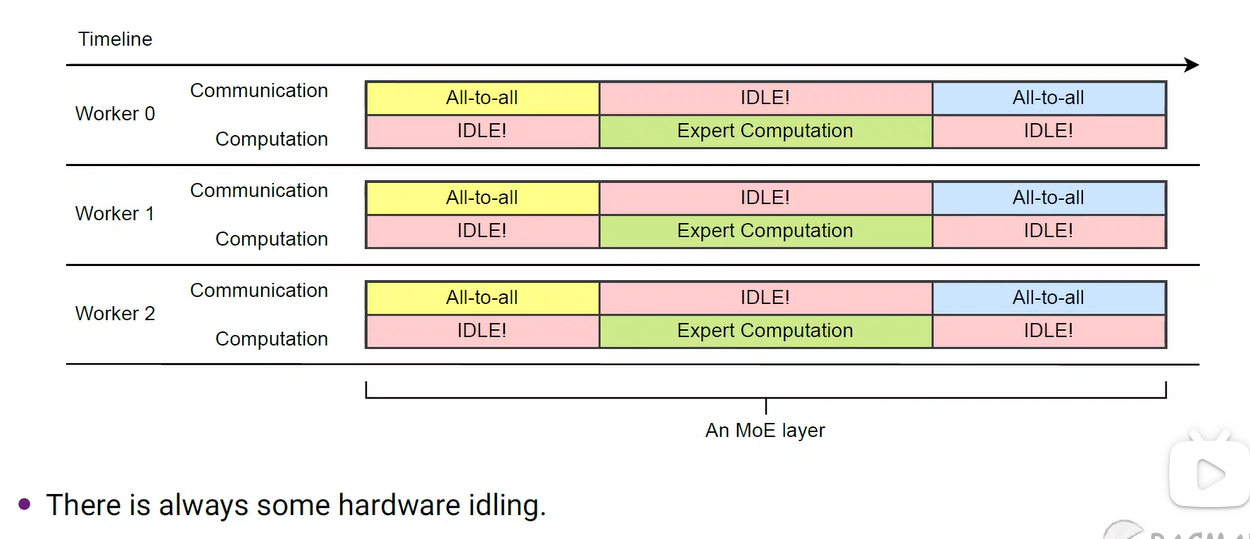 Timeline
Worker 0
Communication
All-to-all
IDLE!
All-to-all
Computation
IDLE!
Expert Computation
IDLE!
Worker 1
Communication
All-to-all
IDLE!
All-to-all
Computation
IDLE!
Expert Computation
IDLE!
Worker 2
Communication
All-to-all
IDLE!
All-to-all
Computation
IDLE!
Expert Computation
IDLE!
An MoE layer
• There is always some hardware idling.